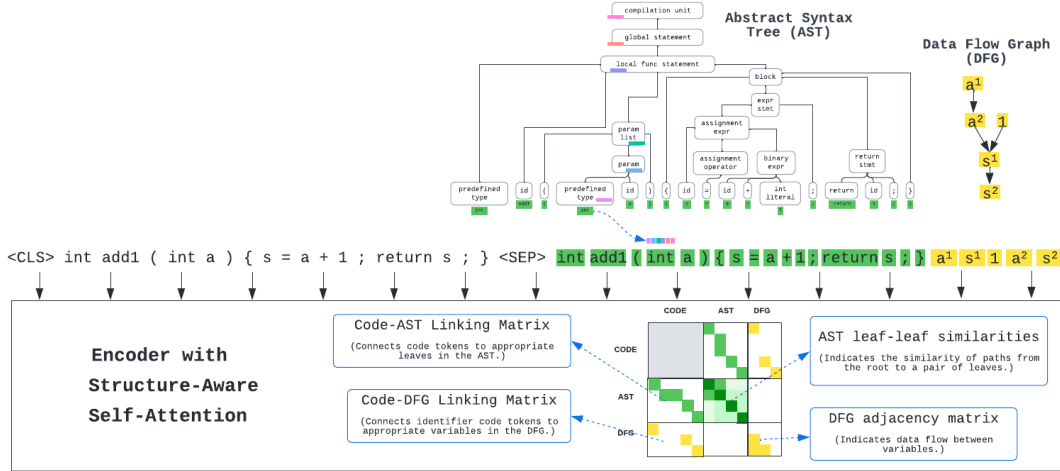 compilation unit
global statement
local func statement
block
expr
stmt
param
list
assignment
expr
param
assignment
operator
binary
expr
return
stmt
predefined
type
id
(
predefined
type
id
)
{
id
=
id
+
int
literal
;
return
id
;
}
int
add1
(
int
a
return
Abstract Syntax
Tree (AST)
Data Flow Graph
(DFG)
a¹
a² 1
s¹
s²
<CLS> int add1 ( int a ) { s = a + 1 ; return s ; } <SEP> int add1 ( int a ) { s = a + 1 ; return s ; } a¹ s¹ 1 a² s²
Encoder with
Structure-Aware
Self-Attention
Code-AST Linking Matrix
(Connects code tokens to appropriate
leaves in the AST.)
Code-DFG Linking Matrix
(Connects identifier code tokens to
appropriate variables in the DFG.)
CODE AST DFG
CODE
AST
DFG
AST leaf-leaf similarities
(Indicates the similarity of paths from
the root to a pair of leaves.)
DFG adjacency matrix
(Indicates data flow between
variables.)